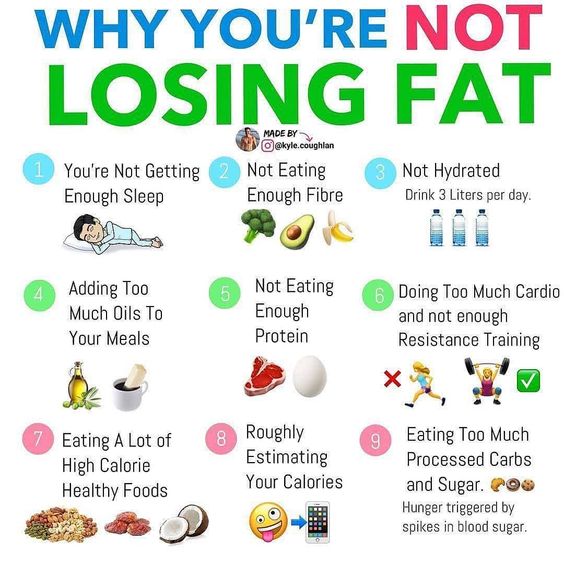 WHY YOU'RE NOT
LOSING FAT
MADE BY
@kyle.coughlan
1
You're Not Getting
Enough Sleep
2
Not Eating
Enough Fibre
3
Not Hydrated
Drink 3 Liters per day.
4
Adding Too
Much Oils To
Your Meals
5
Not Eating
Enough
Protein
6
Doing Too Much Cardio
and not enough
Resistance Training
7
Eating A Lot of
High Calorie
Healthy Foods
8
Roughly
Estimating
Your Calories
9
Eating Too Much
Processed Carbs
and Sugar.
Hunger triggered by
spikes in blood sugar.